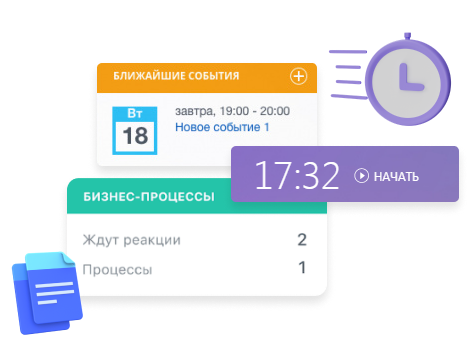 БЛИЖАЙШИЕ СОБЫТИЯ
Вт
18
завтра, 19:00 - 20:00
Новое событие 1
17:32 НАЧАТЬ
БИЗНЕС-ПРОЦЕССЫ
Ждут реакции 2
Процессы 1